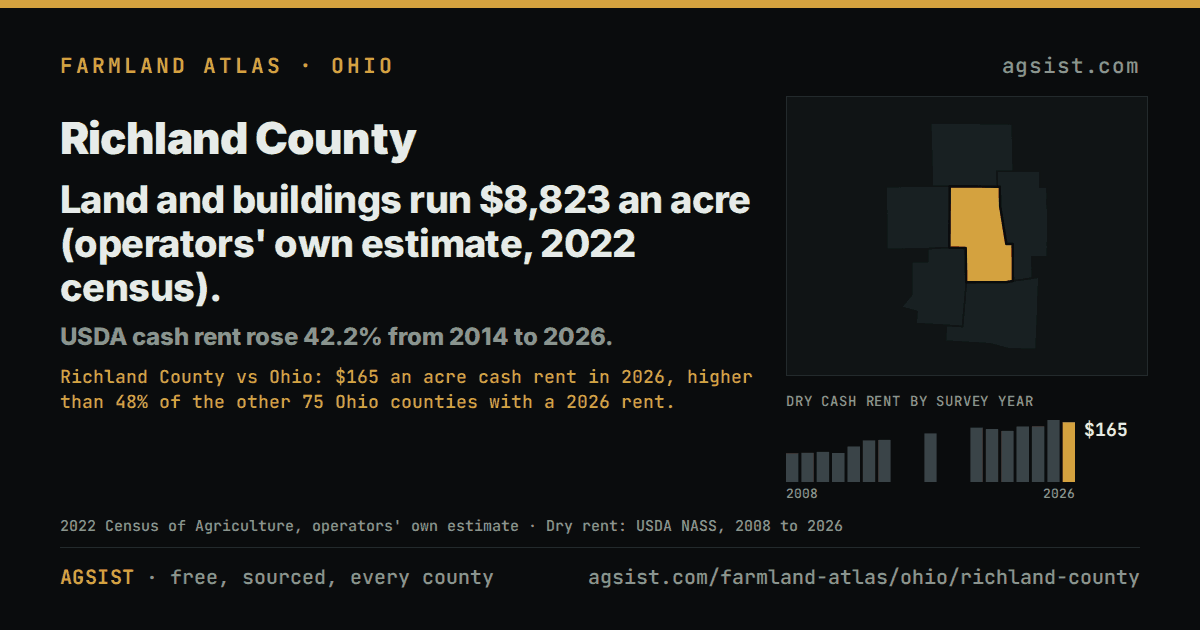 FARMLAND ATLAS · OHIO
agsist.com
Richland County
Land and buildings run $8,823 an acre
(operators' own estimate, 2022
census).
USDA cash rent rose 42.2% from 2014 to 2026.
Richland County vs Ohio: $165 an acre cash rent in 2026, higher
than 48% of the other 75 Ohio counties with a 2026 rent.
DRY CASH RENT BY SURVEY YEAR
$165
2008
2026
2022 Census of Agriculture, operators' own estimate · Dry rent: USDA NASS, 2008 to 2026
AGSIST · free, sourced, every county
agsist.com/farmland-atlas/ohio/richland-county